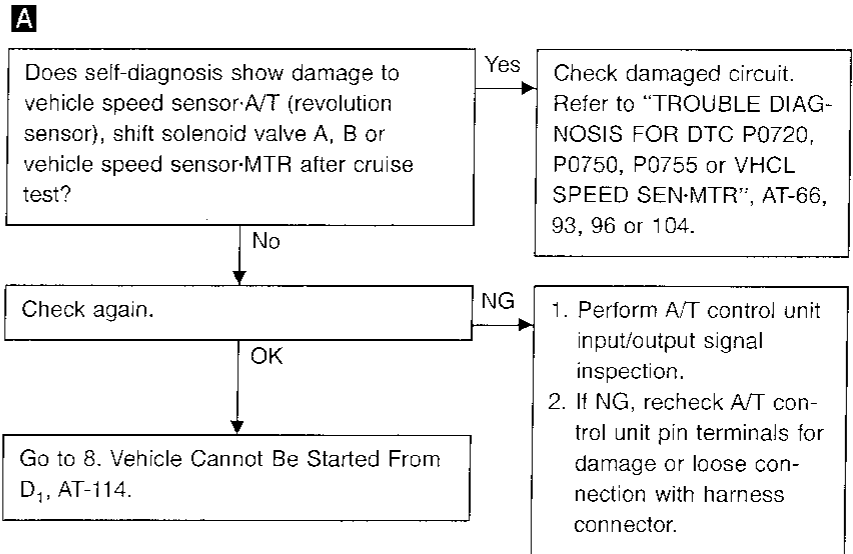 A
Does self-diagnosis show damage to
vehicle speed sensor·A/T (revolution
sensor), shift solenoid valve A, B or
vehicle speed sensor·MTR after cruise
test?
Yes
Check damaged circuit.
Refer to “TROUBLE DIAG-
NOSIS FOR DTC P0720,
P0750, P0755 or VHCL
SPEED SEN·MTR”, AT-66,
93, 96 or 104.
No
Check again.
NG
1. Perform A/T control unit
input/output signal
inspection.
2. If NG, recheck A/T con-
trol unit pin terminals for
damage or loose con-
nection with harness
connector.
OK
Go to 8. Vehicle Cannot Be Started From
D₁, AT-114.